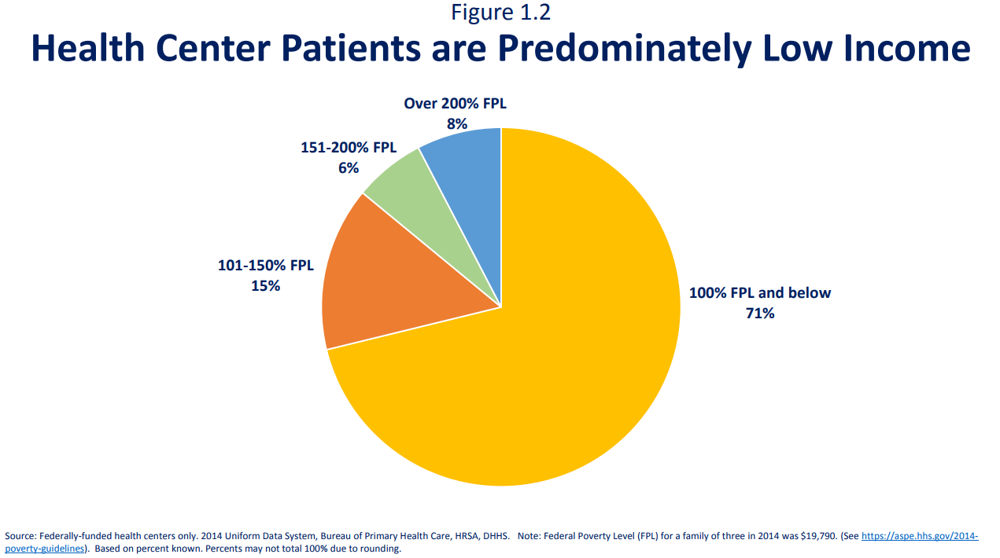 Figure 1.2
Health Center Patients are Predominately Low Income
Over 200% FPL
8%
151-200% FPL
6%
101-150% FPL
15%
100% FPL and below
71%
Source: Federally-funded health centers only. 2014 Uniform Data System, Bureau of Primary Health Care, HRSA, DHHS.   Note: Federal Poverty Level (FPL) for a family of three in 2014 was $19,790. (See https://aspe.hhs.gov/2014-
poverty-guidelines).  Based on percent known. Percents may not total 100% due to rounding.